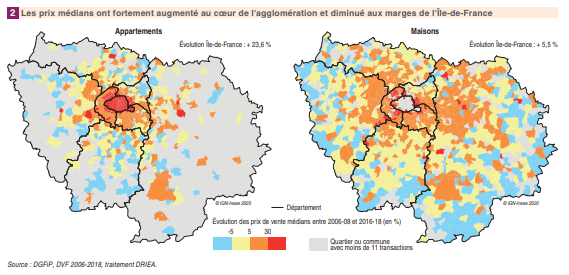 2 Les prix médians ont fortement augmenté au cœur de l'agglomération et diminué aux marges de l'Île-de-France
Appartements
Évolution Île-de-France : + 23,6 %
Maisons
Évolution Île-de-France : + 5,5 %
© IGN-Insee 2020
© IGN-Insee 2020
Département
Évolution des prix de vente médians entre 2006-08 et 2016-18 (en %)
-5 5 30
Quartier ou commune
avec moins de 11 transactions
Source : DGFiP, DVF 2006-2018, traitement DRIEA.